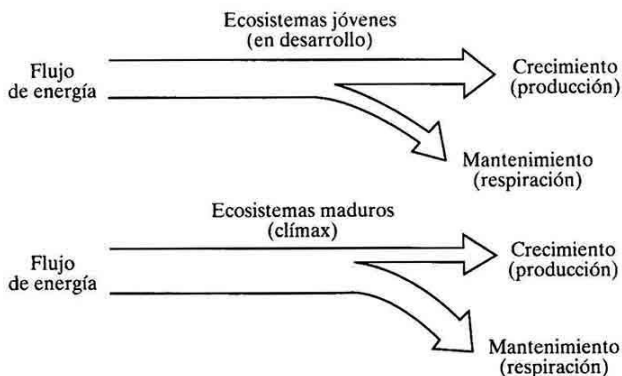 Ecosistemas jóvenes
(en desarrollo)
Flujo
de energía
Crecimiento
(producción)
Mantenimiento
(respiración)
Ecosistemas maduros
(clímax)
Flujo
de energía
Crecimiento
(producción)
Mantenimiento
(respiración)